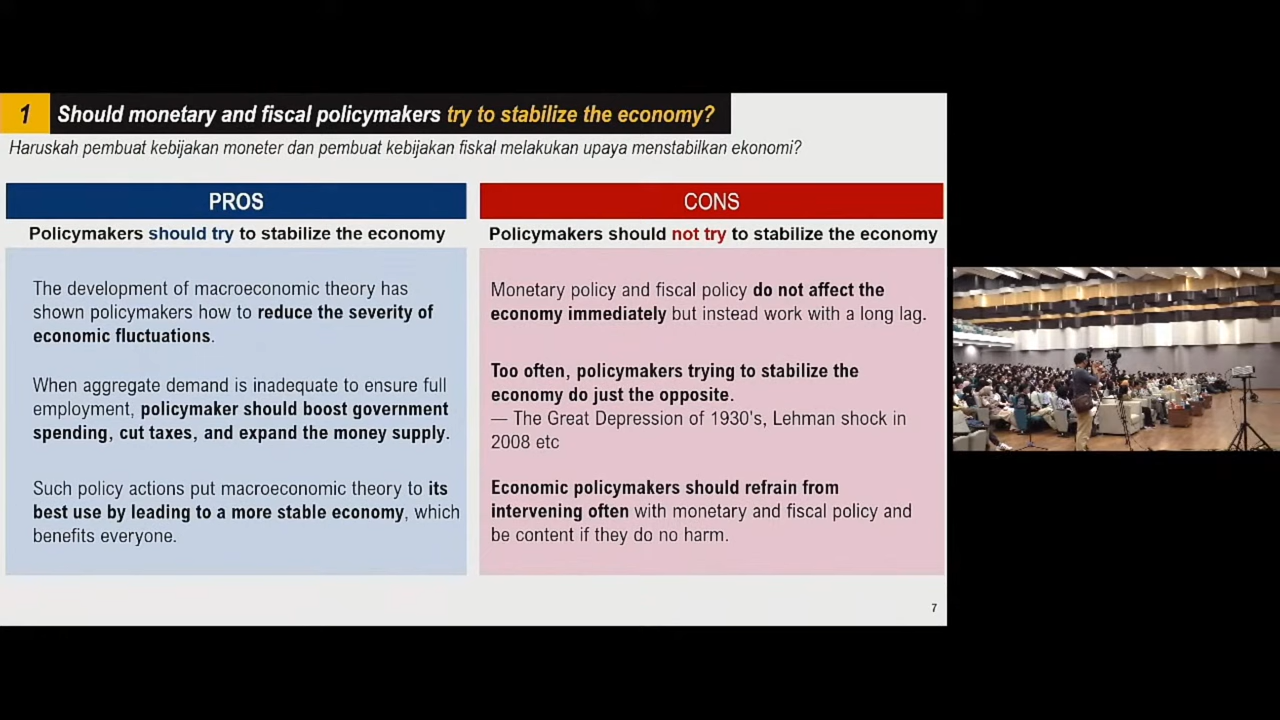 1
Should monetary and fiscal policymakers try to stabilize the economy?
Haruskah pembuat kebijakan moneter dan pembuat kebijakan fiskal melakukan upaya menstabilkan ekonomi?
PROS
Policymakers should try to stabilize the economy
The development of macroeconomic theory has
shown policymakers how to reduce the severity of
economic fluctuations.
When aggregate demand is inadequate to ensure full
employment, policymaker should boost government
spending, cut taxes, and expand the money supply.
Such policy actions put macroeconomic theory to its
best use by leading to a more stable economy, which
benefits everyone.
CONS
Policymakers should not try to stabilize the economy
Monetary policy and fiscal policy do not affect the
economy immediately but instead work with a long lag.
Too often, policymakers trying to stabilize the
economy do just the opposite.
— The Great Depression of 1930's, Lehman shock in
2008 etc
Economic policymakers should refrain from
intervening often with monetary and fiscal policy and
be content if they do no harm.
7